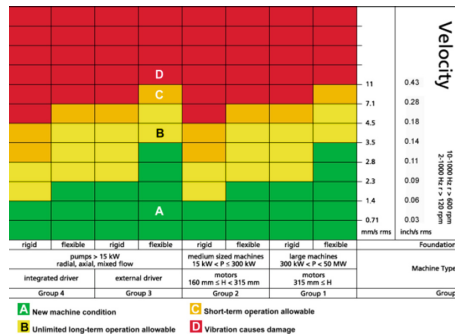 D
C
B
A
11
7.1
4.5
3.5
2.8
2.3
1.4
0.71
mm/s rms
0.43
0.28
0.18
0.14
0.11
0.09
0.06
0.03
inch/s rms
Velocity
10-1000 Hz r > 600 rpm
2-1000 Hz r > 120 rpm
rigid flexible rigid flexible rigid flexible rigid flexible Foundation
pumps > 15 kW
radial, axial, mixed flow
medium sized machines
15 kW < P ≤ 300 kW
large machines
300 kW < P < 50 MW
Machine Type
integrated driver external driver
motors
160 mm ≤ H < 315 mm
motors
315 mm ≤ H
Group 4 Group 3 Group 2 Group 1
A New machine condition
C Short-term operation allowable
B Unlimited long-term operation allowable
D Vibration causes damage